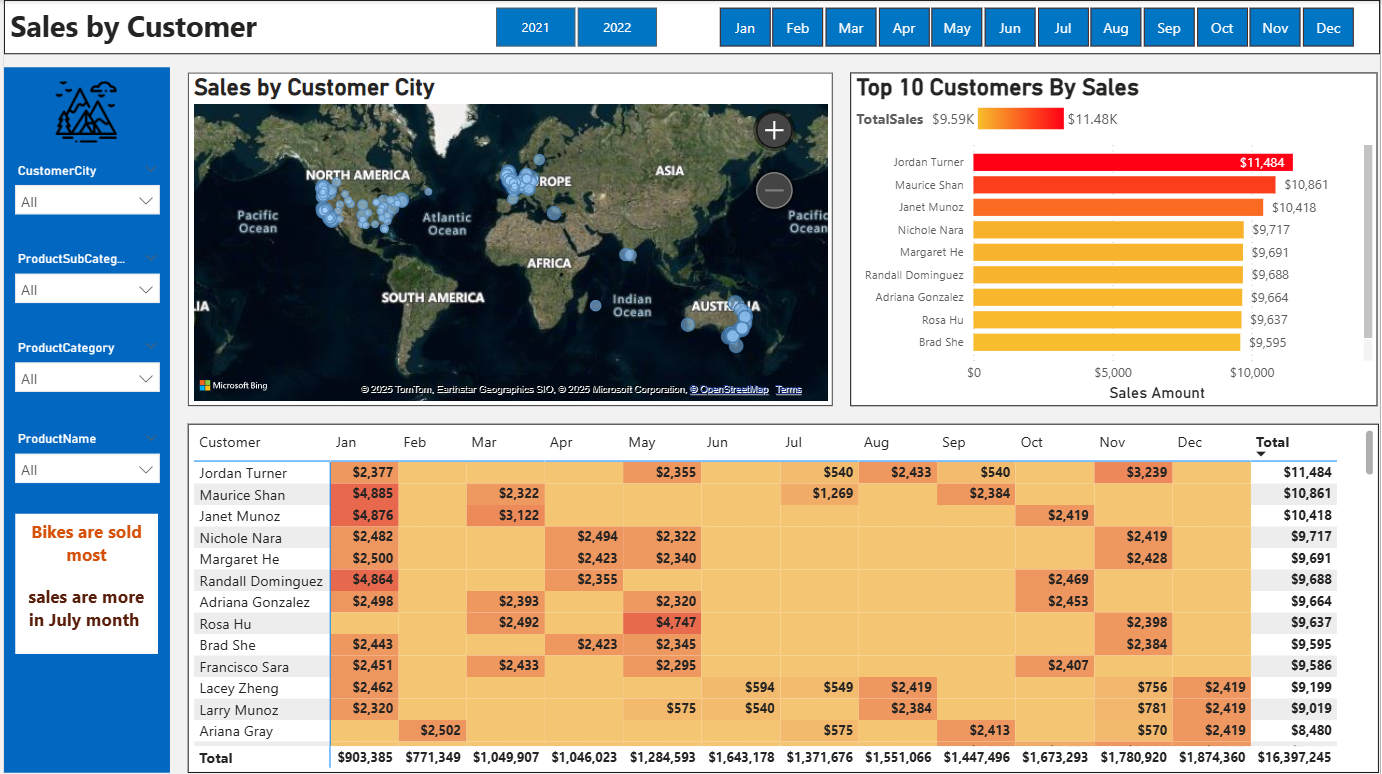 Sales by Customer
2021 2022
Jan Feb Mar Apr May Jun Jul Aug Sep Oct Nov Dec
CustomerCity
All
ProductSubCateg...
All
ProductCategory
All
ProductName
All
Bikes are sold
most
sales are more
in July month
Sales by Customer City
NORTH AMERICA
ROPE
ASIA
Pacific
Ocean
Atlantic
Ocean
Pacific
Ocean
AFRICA
SOUTH AMERICA
Indian
Ocean
LIA
AUSTRALIA
Microsoft Bing
© 2025 TomTom, Earthstar Geographics SIO, © 2025 Microsoft Corporation, © OpenStreetMap Terms
Top 10 Customers By Sales
TotalSales $9.59K $11.48K
Jordan Turner $11,484
Maurice Shan $10,861
Janet Munoz $10,418
Nichole Nara $9,717
Margaret He $9,691
Randall Dominguez $9,688
Adriana Gonzalez $9,664
Rosa Hu $9,637
Brad She $9,595
$0 $5,000 $10,000
Sales Amount
Customer Jan Feb Mar Apr May Jun Jul Aug Sep Oct Nov Dec Total
Jordan Turner $2,377 $2,355 $540 $2,433 $540 $3,239 $11,484
Maurice Shan $4,885 $2,322 $1,269 $2,384 $10,861
Janet Munoz $4,876 $3,122 $2,419 $10,418
Nichole Nara $2,482 $2,494 $2,322 $2,419 $9,717
Margaret He $2,500 $2,423 $2,340 $2,428 $9,691
Randall Dominguez $4,864 $2,355 $2,469 $9,688
Adriana Gonzalez $2,498 $2,393 $2,320 $2,453 $9,664
Rosa Hu $2,492 $4,747 $2,398 $9,637
Brad She $2,443 $2,423 $2,345 $2,384 $9,595
Francisco Sara $2,451 $2,433 $2,295 $2,407 $9,586
Lacey Zheng $2,462 $594 $549 $2,419 $756 $2,419 $9,199
Larry Munoz $2,320 $575 $540 $2,384 $781 $2,419 $9,019
Ariana Gray $2,502 $575 $2,413 $570 $2,419 $8,480
Total $903,385 $771,349 $1,049,907 $1,046,023 $1,284,593 $1,643,178 $1,371,676 $1,551,066 $1,447,496 $1,673,293 $1,780,920 $1,874,360 $16,397,245